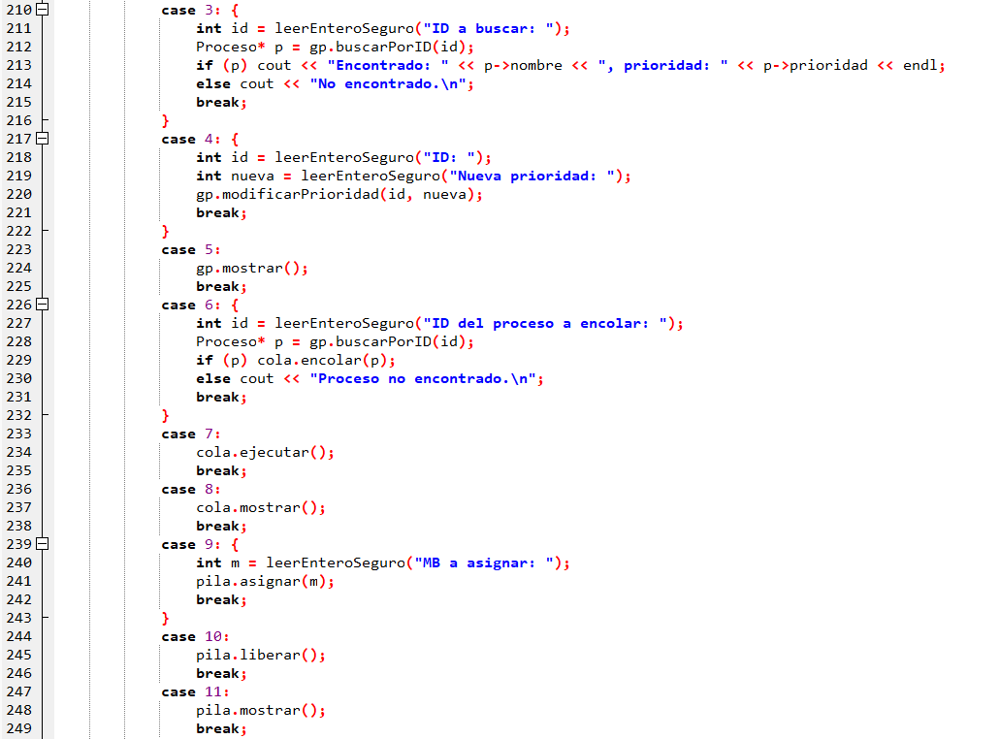 210 case 3: {
211 int id = leerEnteroSeguro("ID a buscar: ");
212 Proceso* p = gp.buscarPorID(id);
213 if (p) cout << "Encontrado: " << p->nombre << ", prioridad: " << p->prioridad << endl;
214 else cout << "No encontrado.\n";
215 break;
216 }
217 case 4: {
218 int id = leerEnteroSeguro("ID: ");
219 int nueva = leerEnteroSeguro("Nueva prioridad: ");
220 gp.modificarPrioridad(id, nueva);
221 break;
222 }
223 case 5:
224 gp.mostrar();
225 break;
226 case 6: {
227 int id = leerEnteroSeguro("ID del proceso a encolar: ");
228 Proceso* p = gp.buscarPorID(id);
229 if (p) cola.encolar(p);
230 else cout << "Proceso no encontrado.\n";
231 break;
232 }
233 case 7:
234 cola.ejecutar();
235 break;
236 case 8:
237 cola.mostrar();
238 break;
239 case 9: {
240 int m = leerEnteroSeguro("MB a asignar: ");
241 pila.asignar(m);
242 break;
243 }
244 case 10:
245 pila.liberar();
246 break;
247 case 11:
248 pila.mostrar();
249 break;